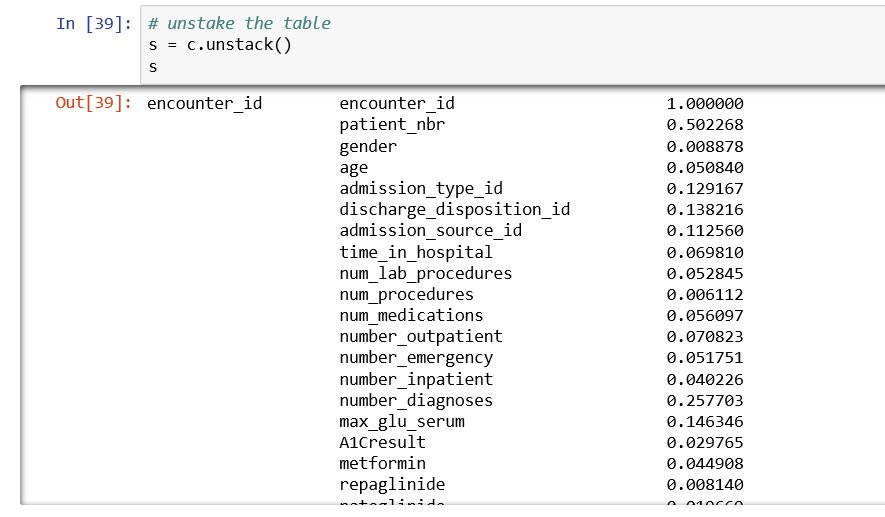 In [39]: # unstake the table
s = c.unstack()
s
Out[39]: encounter_id encounter_id 1.000000
patient_nbr 0.502268
gender 0.008878
age 0.050840
admission_type_id 0.129167
discharge_disposition_id 0.138216
admission_source_id 0.112560
time_in_hospital 0.069810
num_lab_procedures 0.052845
num_procedures 0.006112
num_medications 0.056097
number_outpatient 0.070823
number_emergency 0.051751
number_inpatient 0.040226
number_diagnoses 0.257703
max_glu_serum 0.146346
A1Cresult 0.029765
metformin 0.044908
repaglinide 0.008140